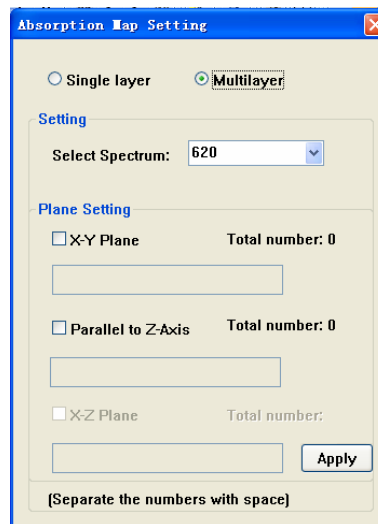 Absorption Map Setting
Single layer Multilayer
Setting
Select Spectrum: 620
Plane Setting
X-Y Plane Total number: 0
Parallel to Z-Axis Total number: 0
X-Z Plane Total number:
Apply
(Separate the numbers with space)